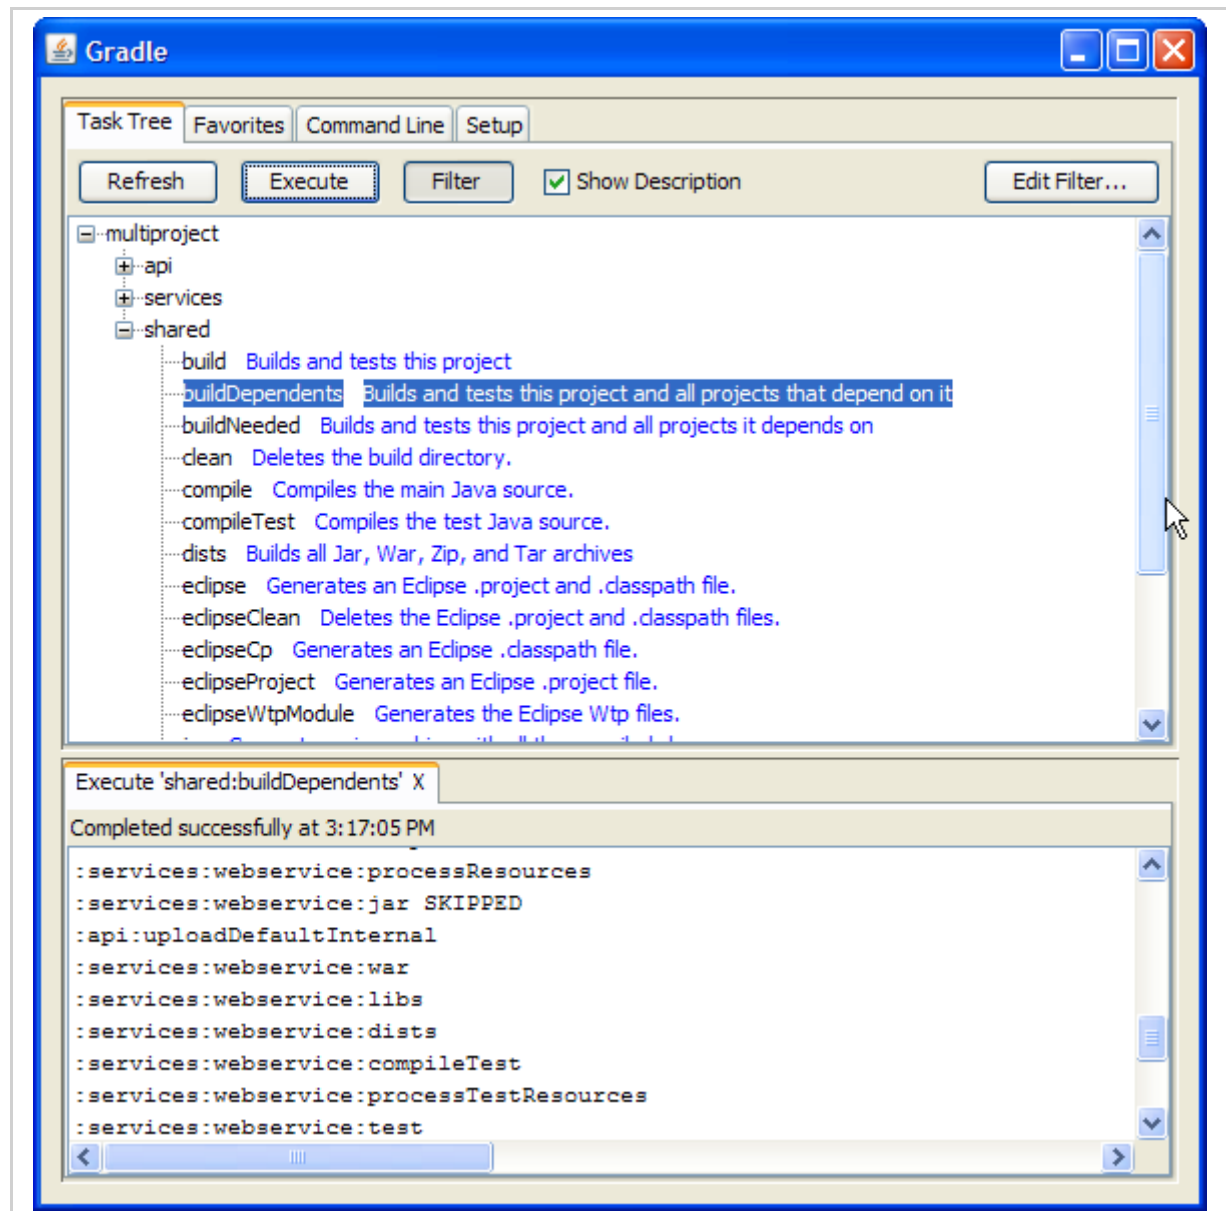 Gradle
Task Tree Favorites Command Line Setup
Refresh Execute Filter Show Description Edit Filter...
multiproject
api
services
shared
build Builds and tests this project
buildDependents Builds and tests this project and all projects that depend on it
buildNeeded Builds and tests this project and all projects it depends on
clean Deletes the build directory.
compile Compiles the main Java source.
compileTest Compiles the test Java source.
dists Builds all Jar, War, Zip, and Tar archives
eclipse Generates an Eclipse .project and .classpath file.
eclipseClean Deletes the Eclipse .project and .classpath files.
eclipseCp Generates an Eclipse .classpath file.
eclipseProject Generates an Eclipse .project file.
eclipseWtpModule Generates the Eclipse Wtp files.
Execute 'shared:buildDependents' X
Completed successfully at 3:17:05 PM
:services:webservice:processResources
:services:webservice:jar SKIPPED
:api:uploadDefaultInternal
:services:webservice:war
:services:webservice:libs
:services:webservice:dists
:services:webservice:compileTest
:services:webservice:processTestResources
:services:webservice:test